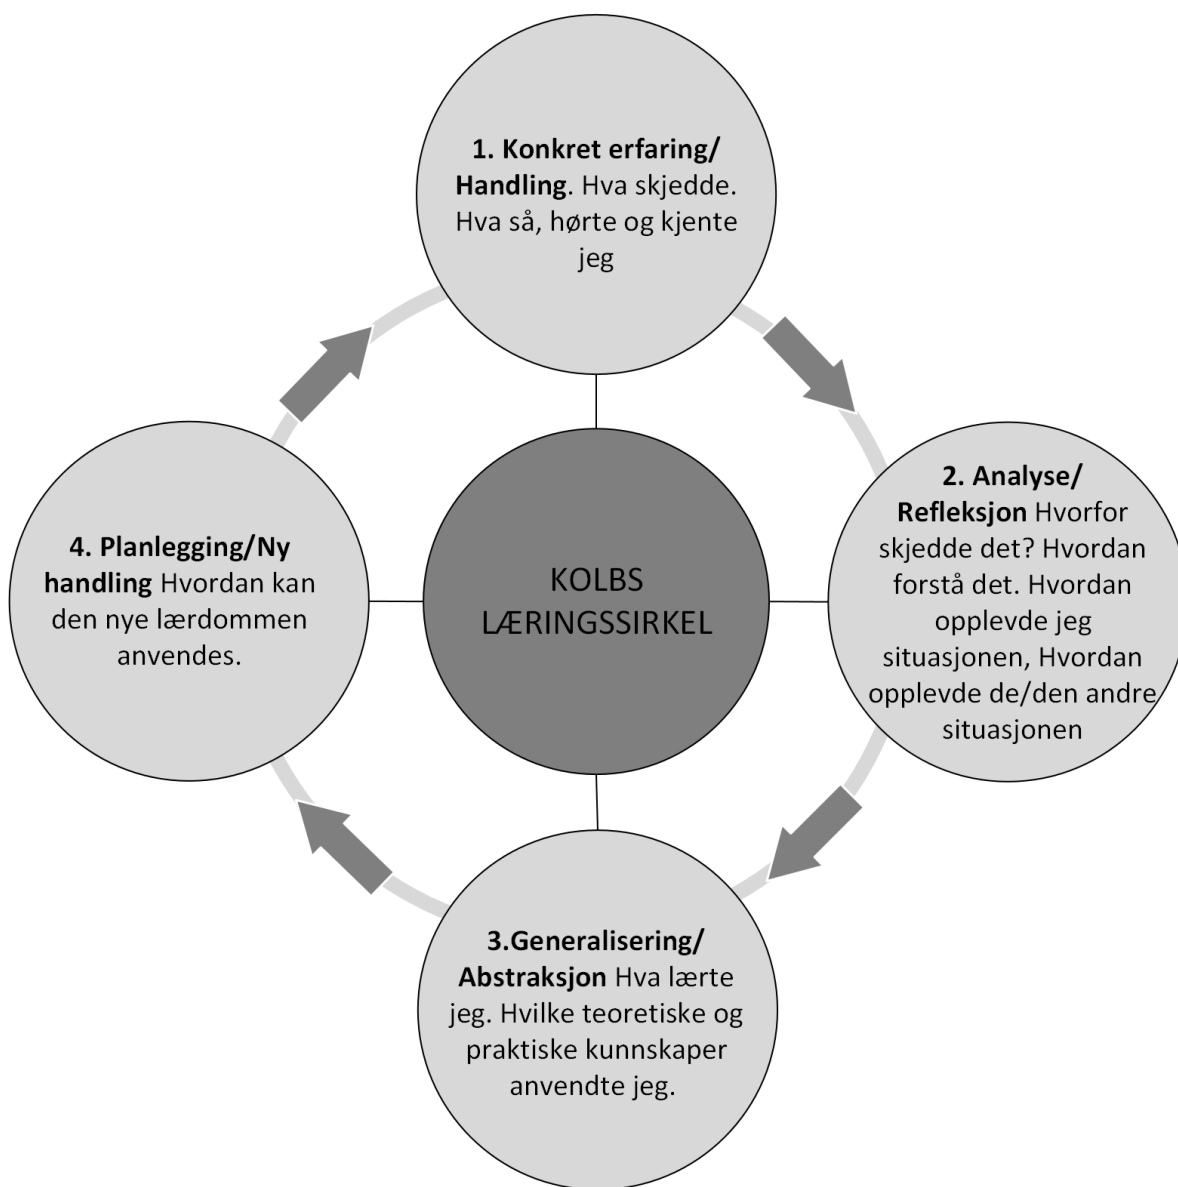 1. Konkret erfaring/
Handling. Hva skjedde.
Hva så, hørte og kjente
jeg
2. Analyse/
Refleksjon Hvorfor
skjedde det? Hvordan
forstå det. Hvordan
opplevde jeg
situasjonen, Hvordan
opplevde de/den andre
situasjonen
3.Generalisering/
Abstraksjon Hva lærte
jeg. Hvilke teoretiske og
praktiske kunnskaper
anvendte jeg.
4. Planlegging/Ny
handling Hvordan kan
den nye lærdommen
anvendes.
KOLBS
LÆRINGSSIRKEL